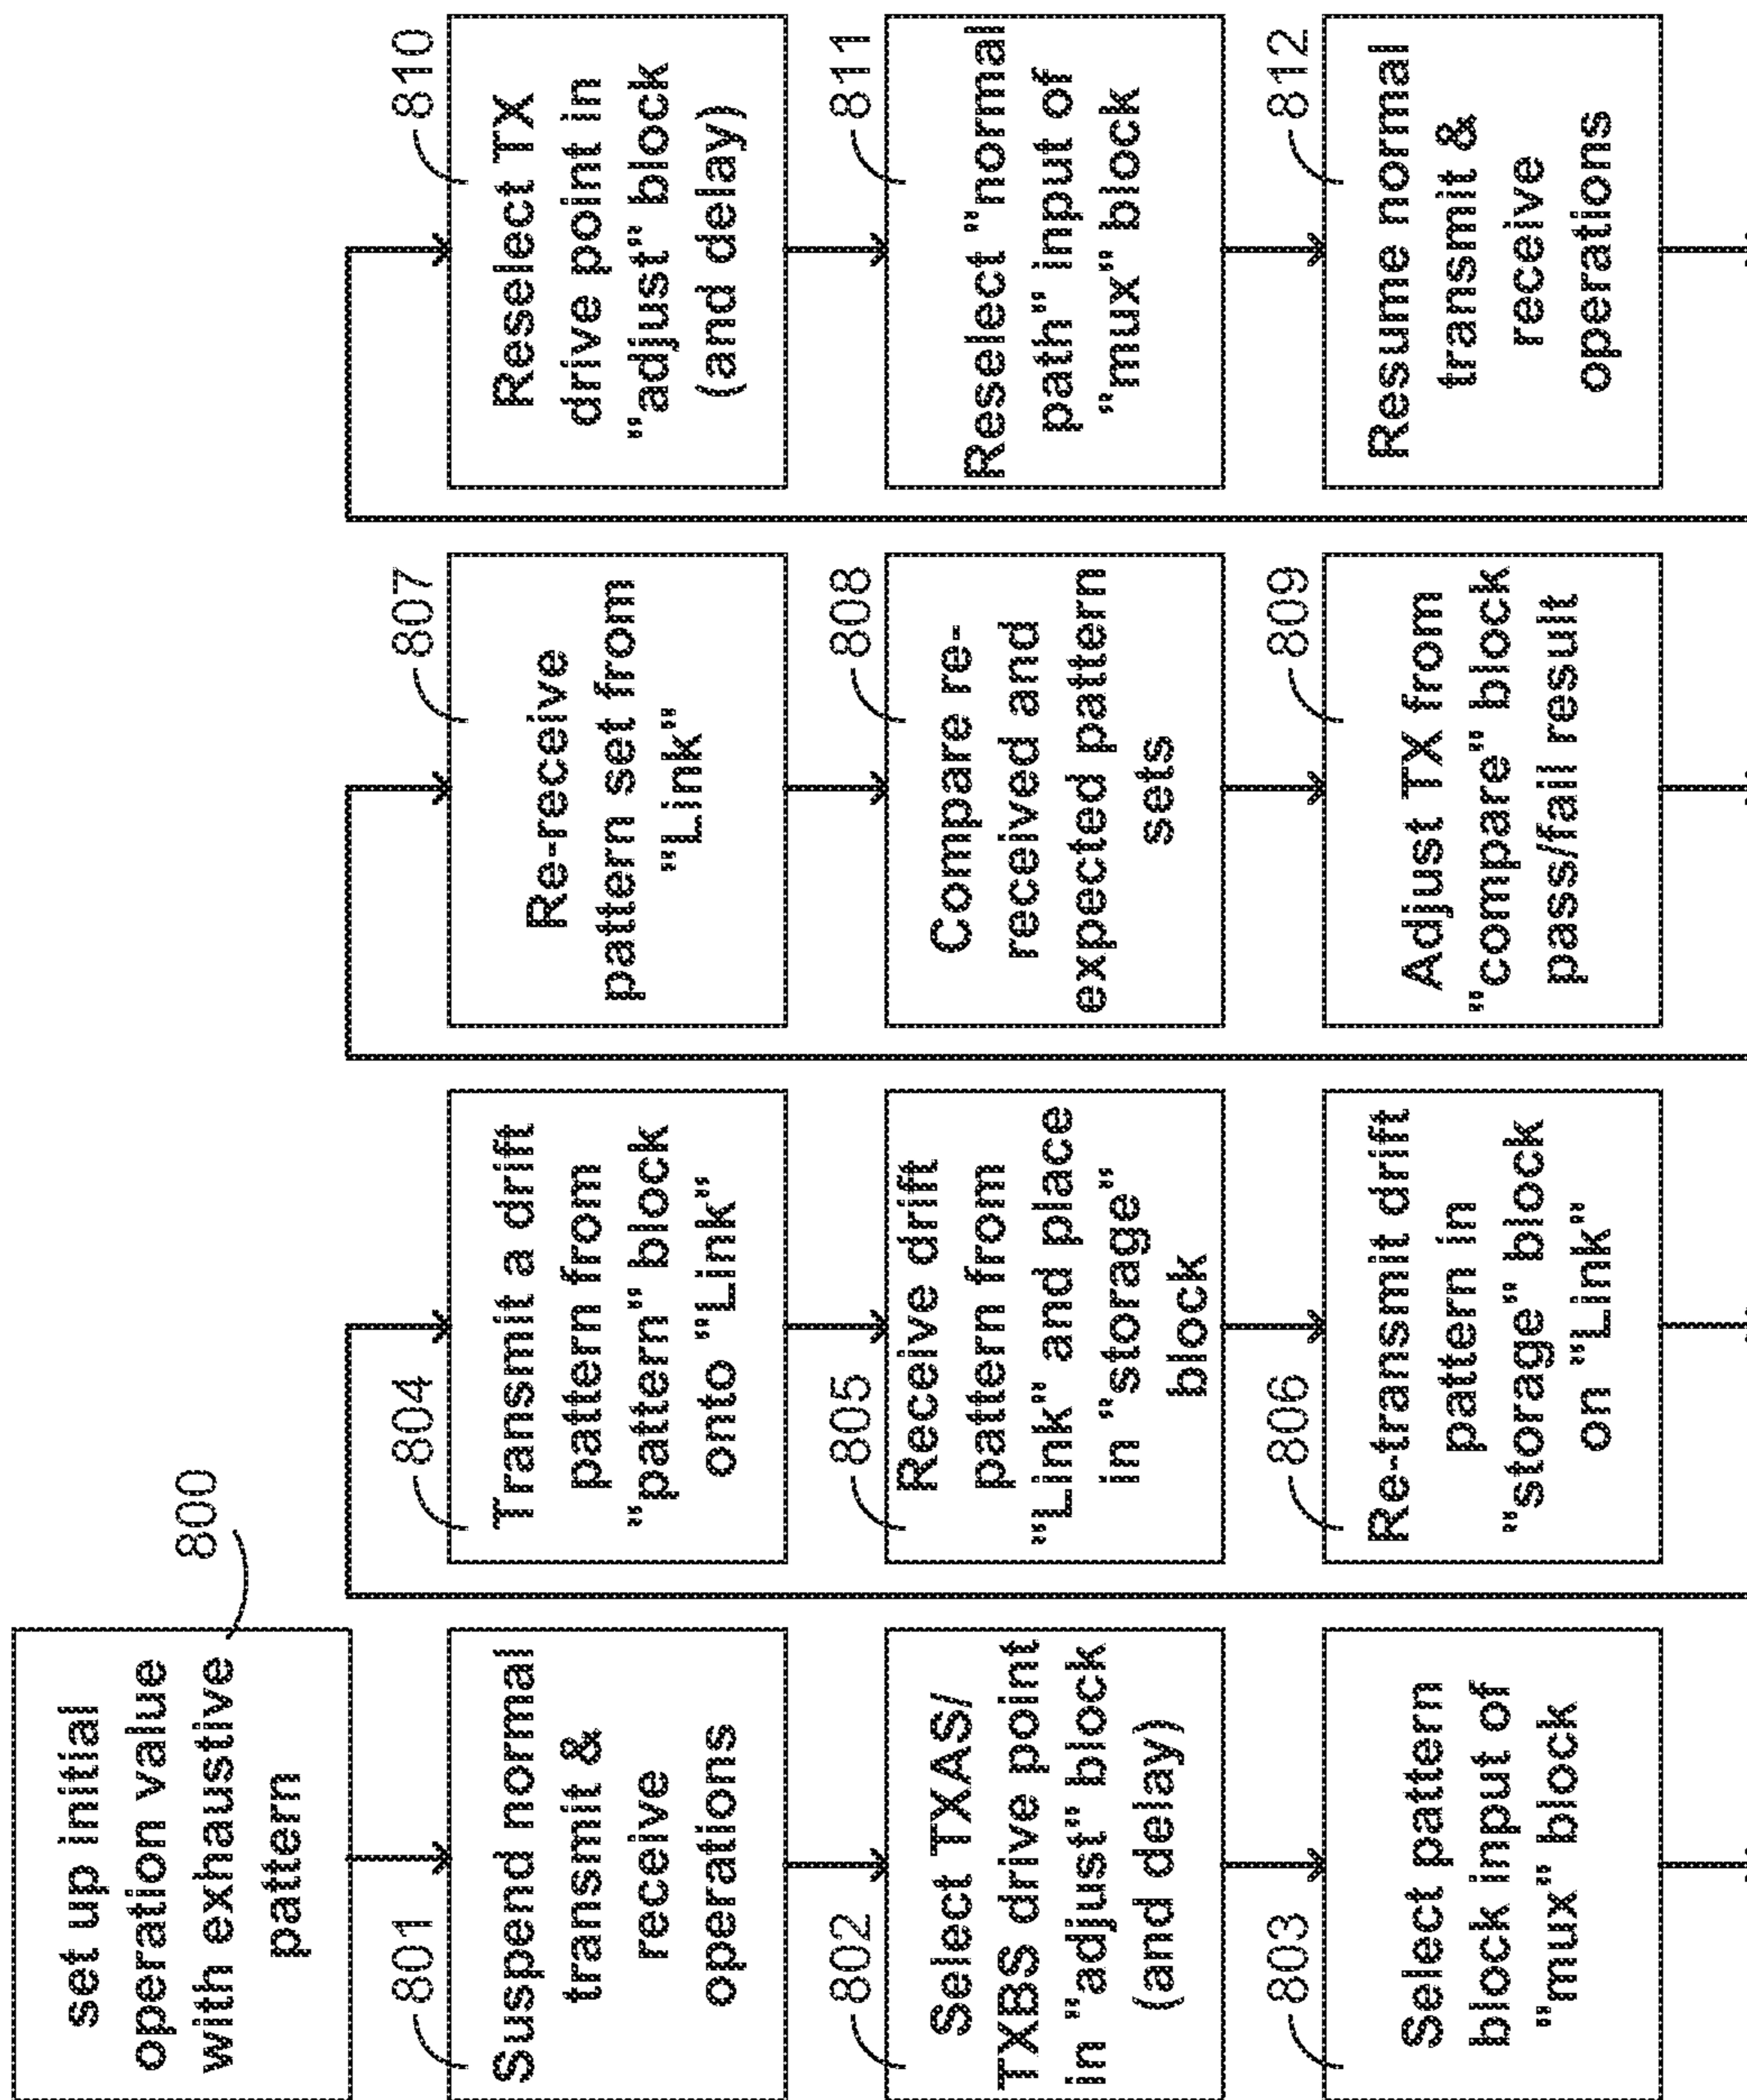 800
set up initial
operation value
with exhaustive
pattern
801
Suspend normal
transmit &
receive
operations
802
Select TXAS/
TXBS drive point
in "adjust" block
(and delay)
803
Select pattern
block input of
"mux" block
804
Transmit a drift
pattern from
"pattern" block
onto "Link"
805
Receive drift
pattern from
"Link" and place
in "storage"
block
806
Re-transmit drift
pattern in
"storage" block
on "Link"
807
Re-receive
pattern set from
"Link"
808
Compare re-
received and
expected pattern
sets
809
Adjust TX from
"compare" block
pass/fail result
810
Reselect TX
drive point in
"adjust" block
(and delay)
811
Reselect "normal
path" input of
"mux" block
812
Resume normal
transmit &
receive
operations